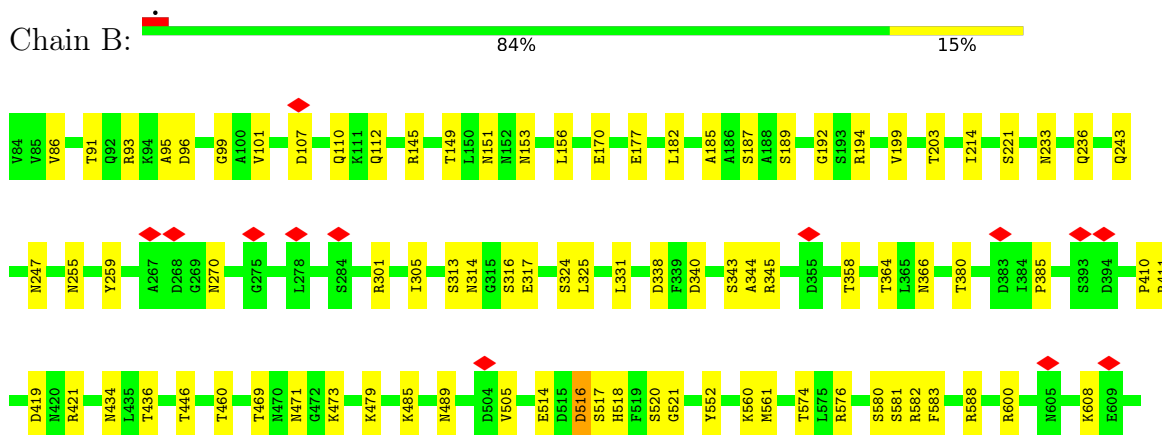 Chain B:
84% 15%
V84 V85 V86 T91 Q92 R93 K94 A95 D96 G99 A100 V101 D107 Q110 K111 Q112 R145 T149 L150 N151 N152 N153 L156 E170 E177 L182 A185 A186 S187 A188 S189 G192 S193 R194 V199 T203 I214 S221 N233 Q236 Q243
N247 N255 Y259 A267 D268 G269 N270 G275 L278 S284 R301 I305 S313 N314 G315 S316 E317 S324 L325 L331 D338 F339 D340 S343 A344 R345 D355 T358 T364 L365 N366 T380 D383 I384 P385 S393 D394 P410
D419 N420 R421 N434 L435 T436 T446 T460 T469 N470 N471 G472 K473 K479 K485 N489 D504 V505 E514 D515 D516 S517 H518 F519 S520 G521 Y552 K560 M561 T574 L575 R576 S580 S581 R582 F583 R588 R600 N605 K608 E609